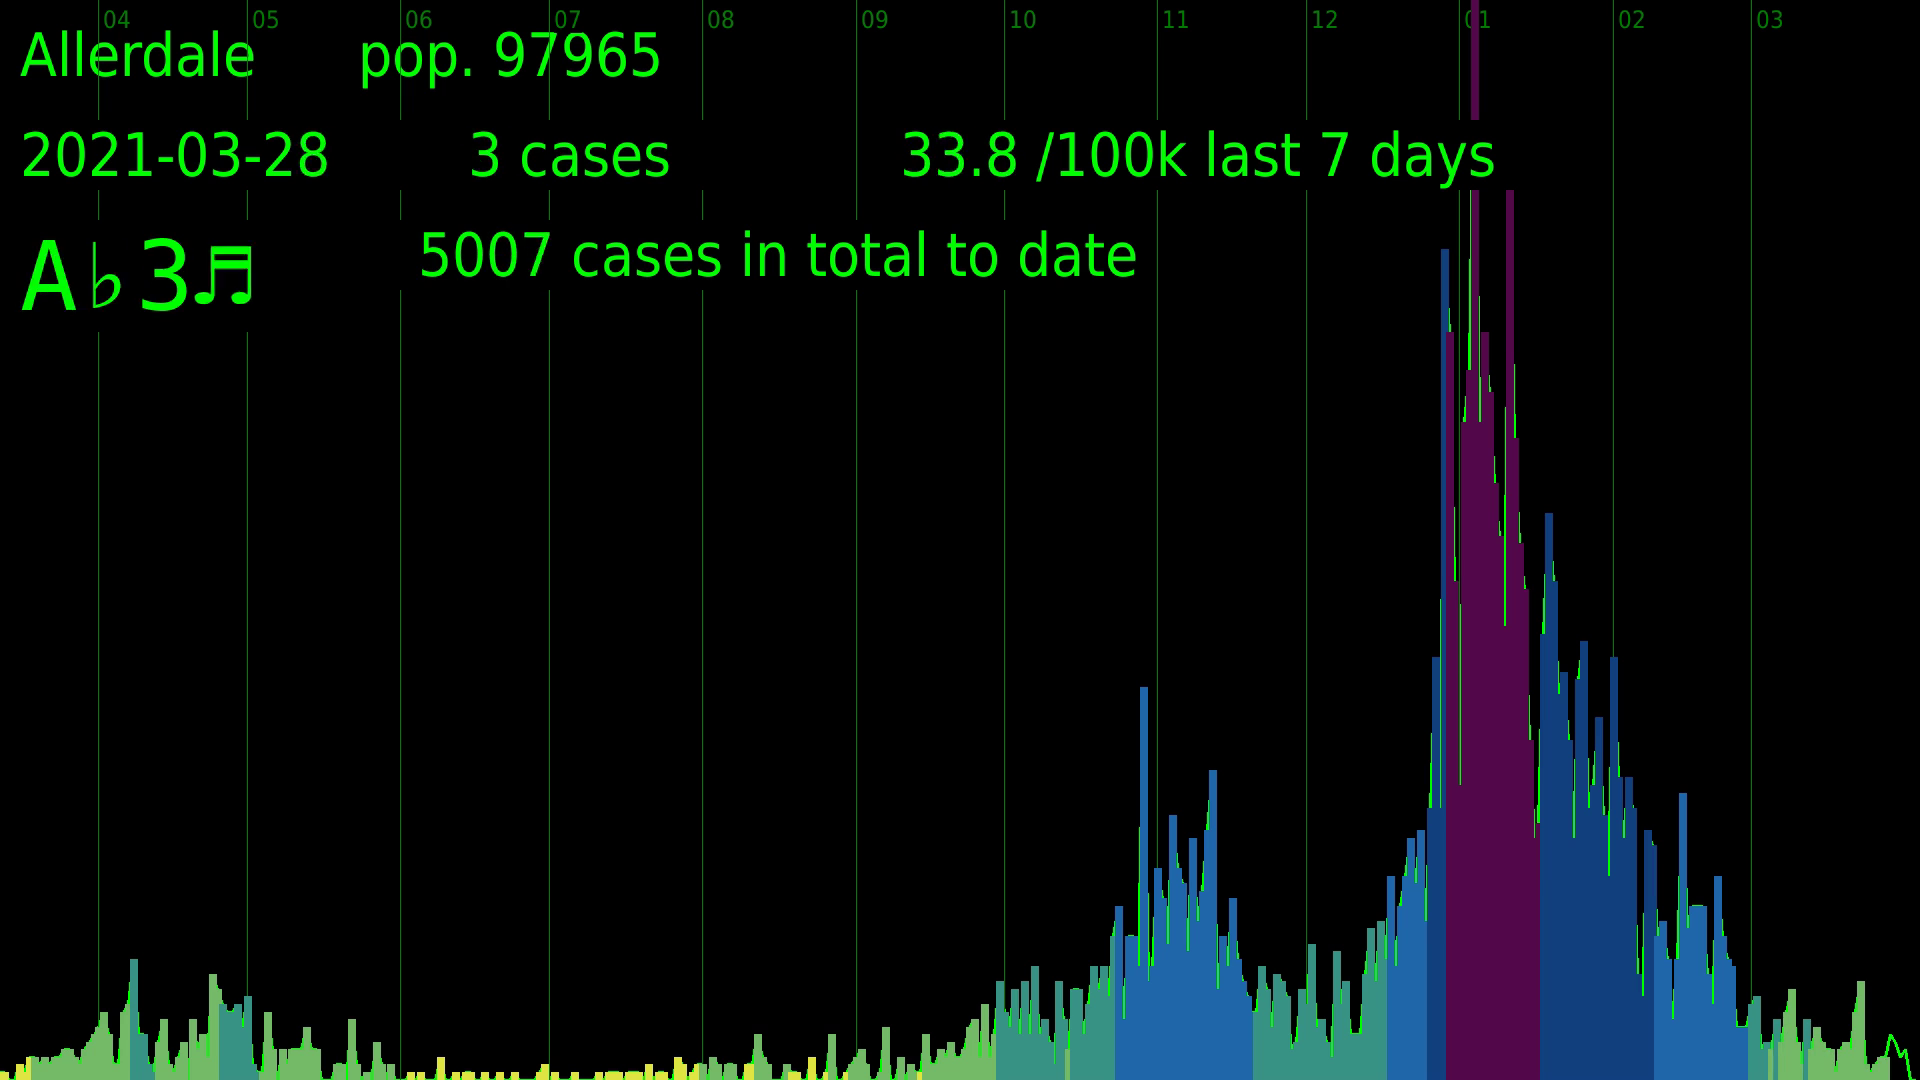 04 05 06 07 08 09 10 11 12 01 02 03
Allerdale pop. 97965
2021-03-28 3 cases 33.8 /100k last 7 days
A♭3♬ 5007 cases in total to date